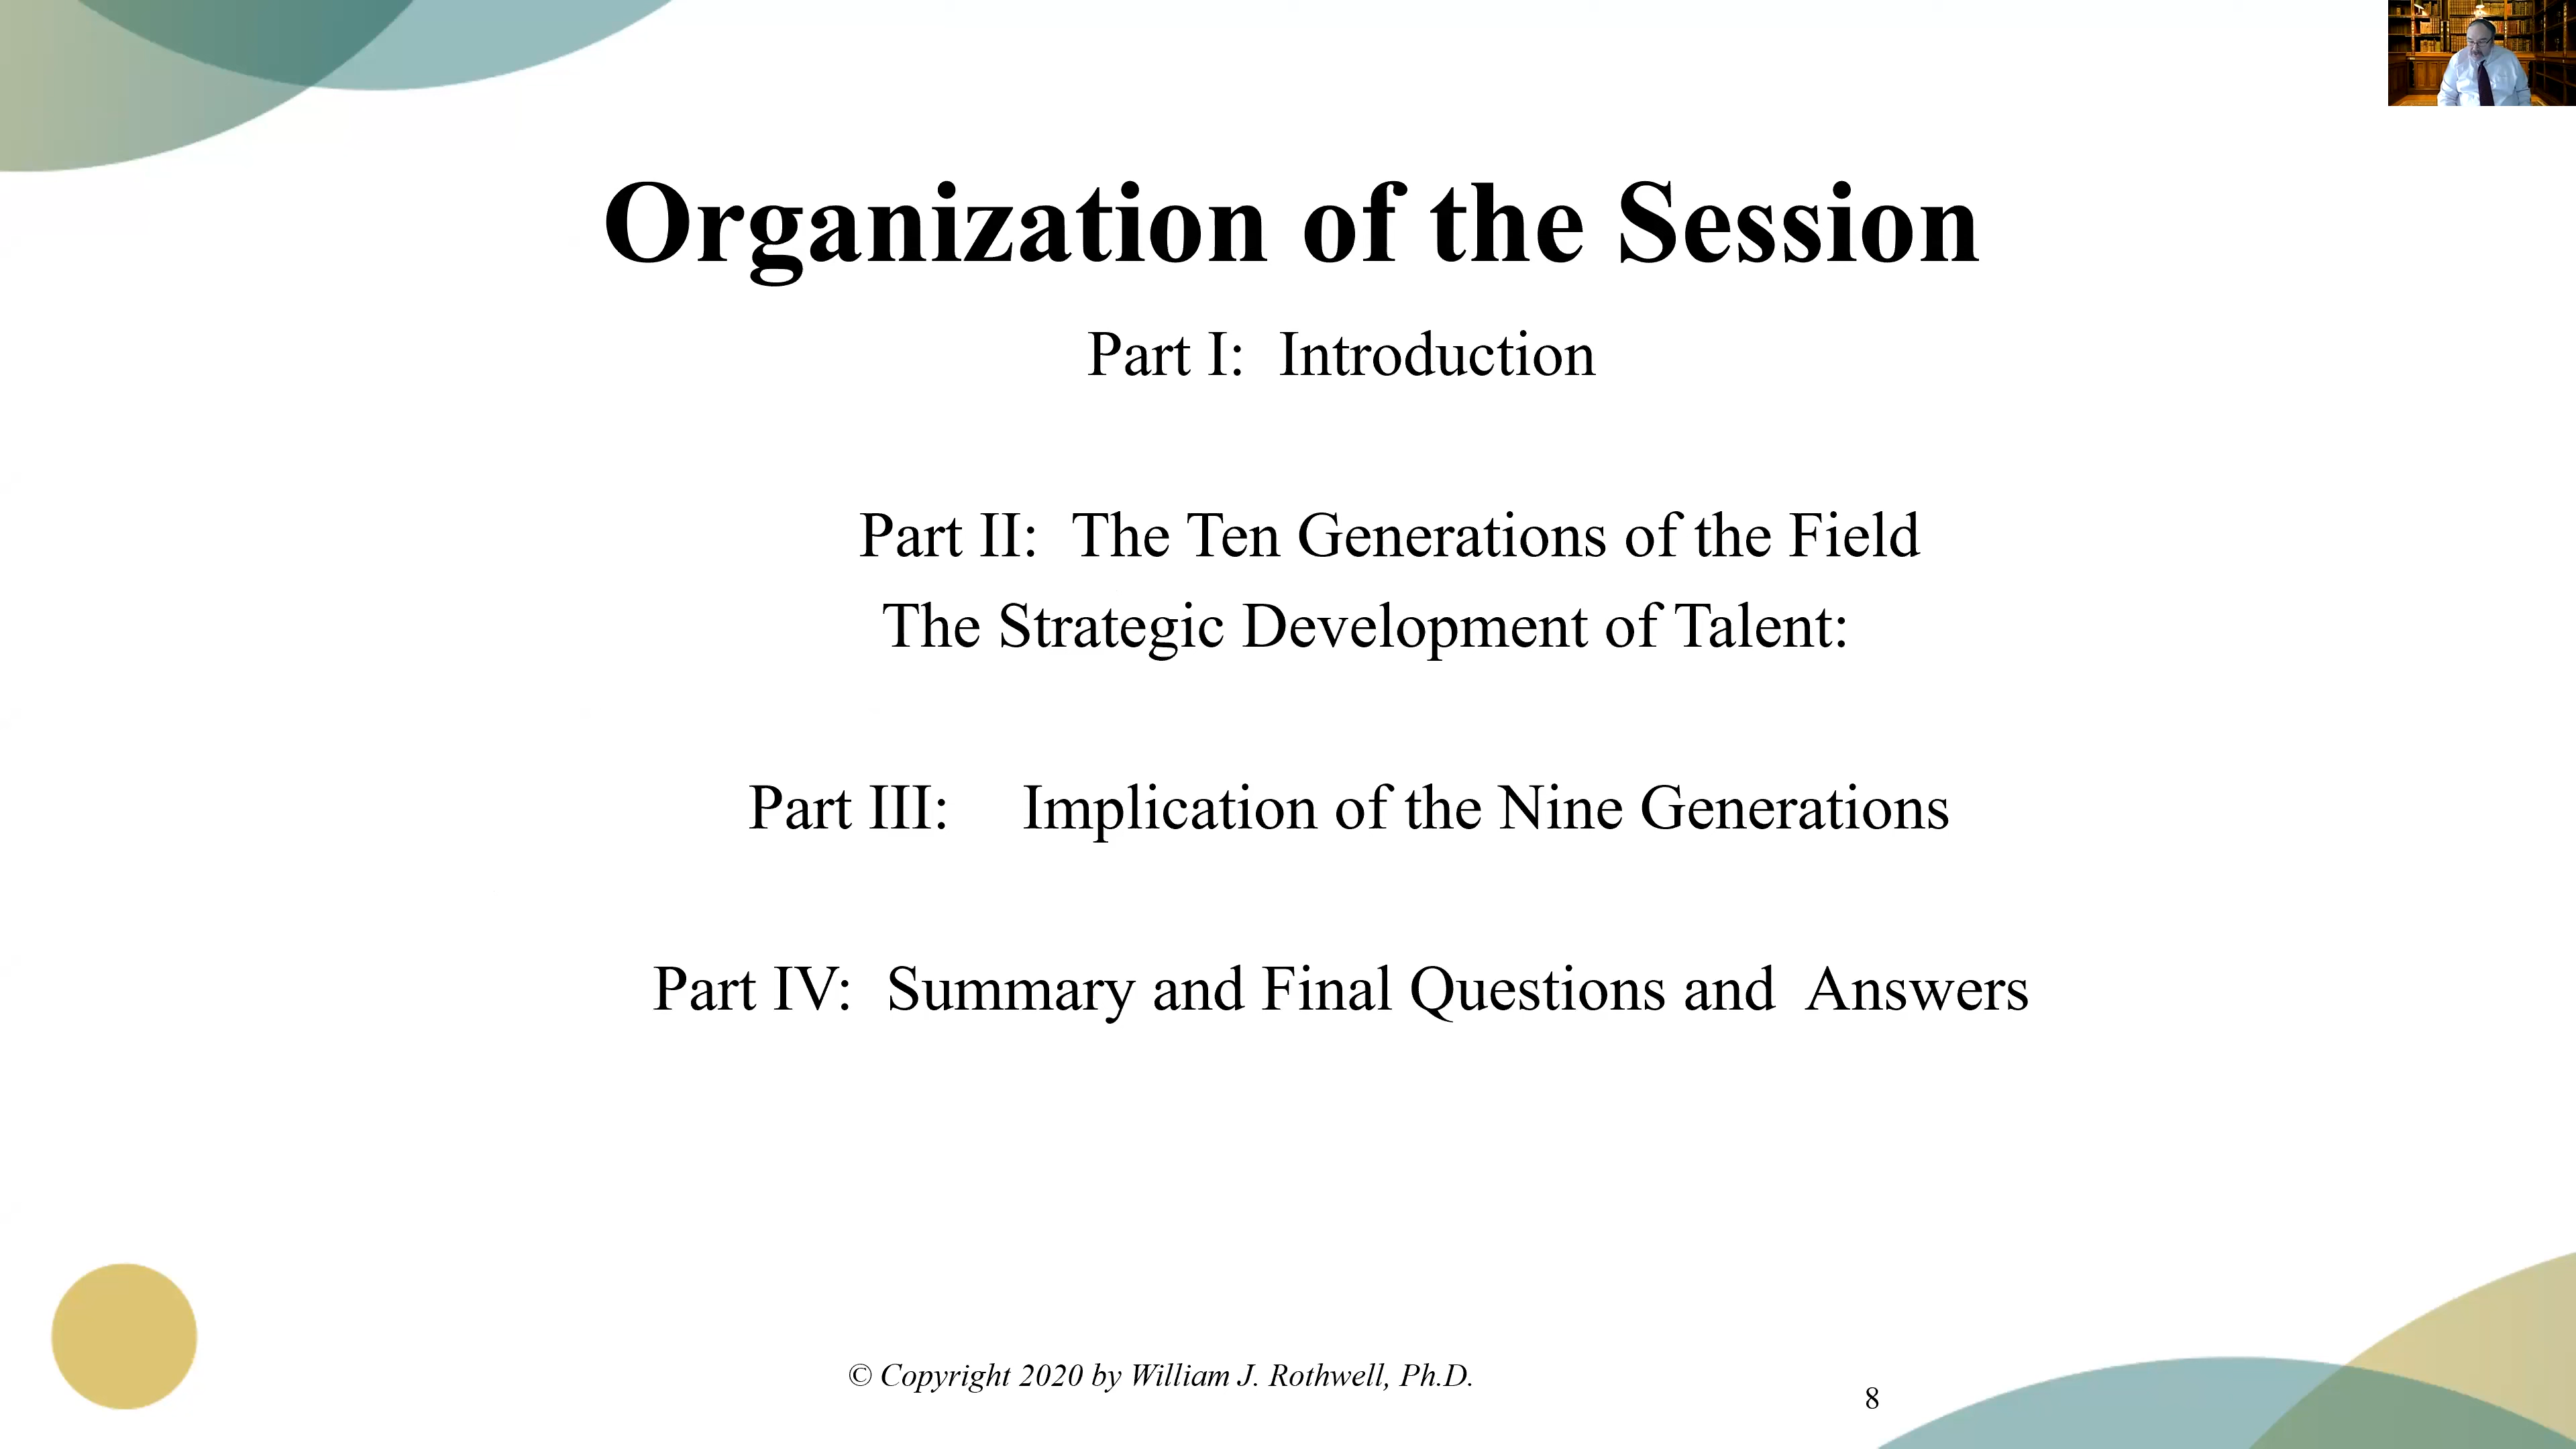 Organization of the Session
Part I:  Introduction
Part II:  The Ten Generations of the Field
The Strategic Development of Talent:
Part III:    Implication of the Nine Generations
Part IV:  Summary and Final Questions and  Answers
© Copyright 2020 by William J. Rothwell, Ph.D.
8